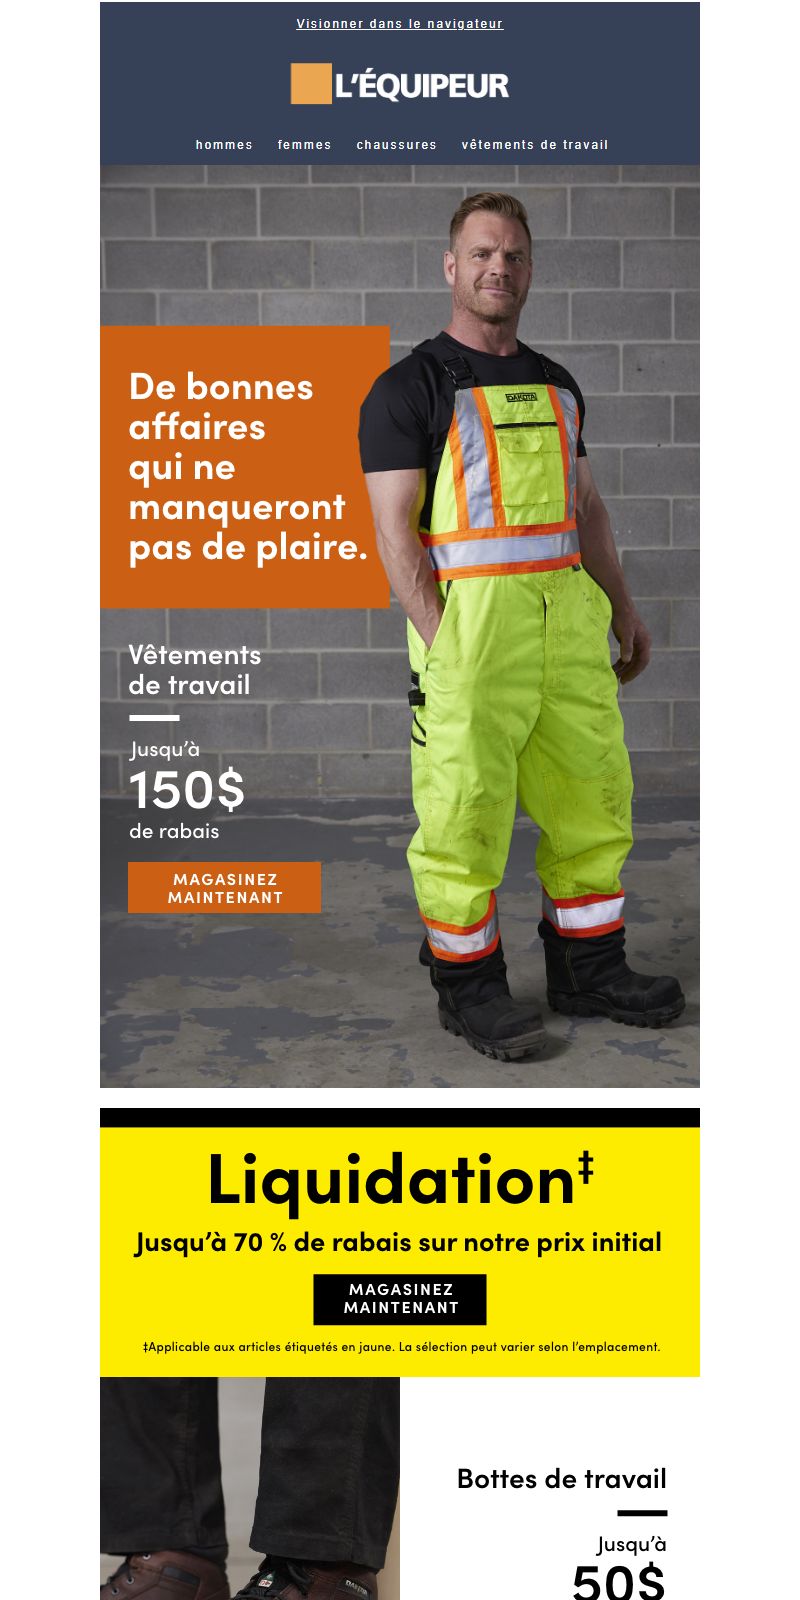 Visionner dans le navigateur
L'ÉQUIPEUR
hommes femmes chaussures vêtements de travail
DAKOTA
De bonnes
affaires
qui ne
manqueront
pas de plaire.
Vêtements
de travail
Jusqu'à
150$
de rabais
MAGASINEZ
MAINTENANT
Liquidation‡
Jusqu'à 70 % de rabais sur notre prix initial
MAGASINEZ
MAINTENANT
‡Applicable aux articles étiquetés en jaune. La sélection peut varier selon l'emplacement.
Bottes de travail
Jusqu'à
50$
DAKOTA